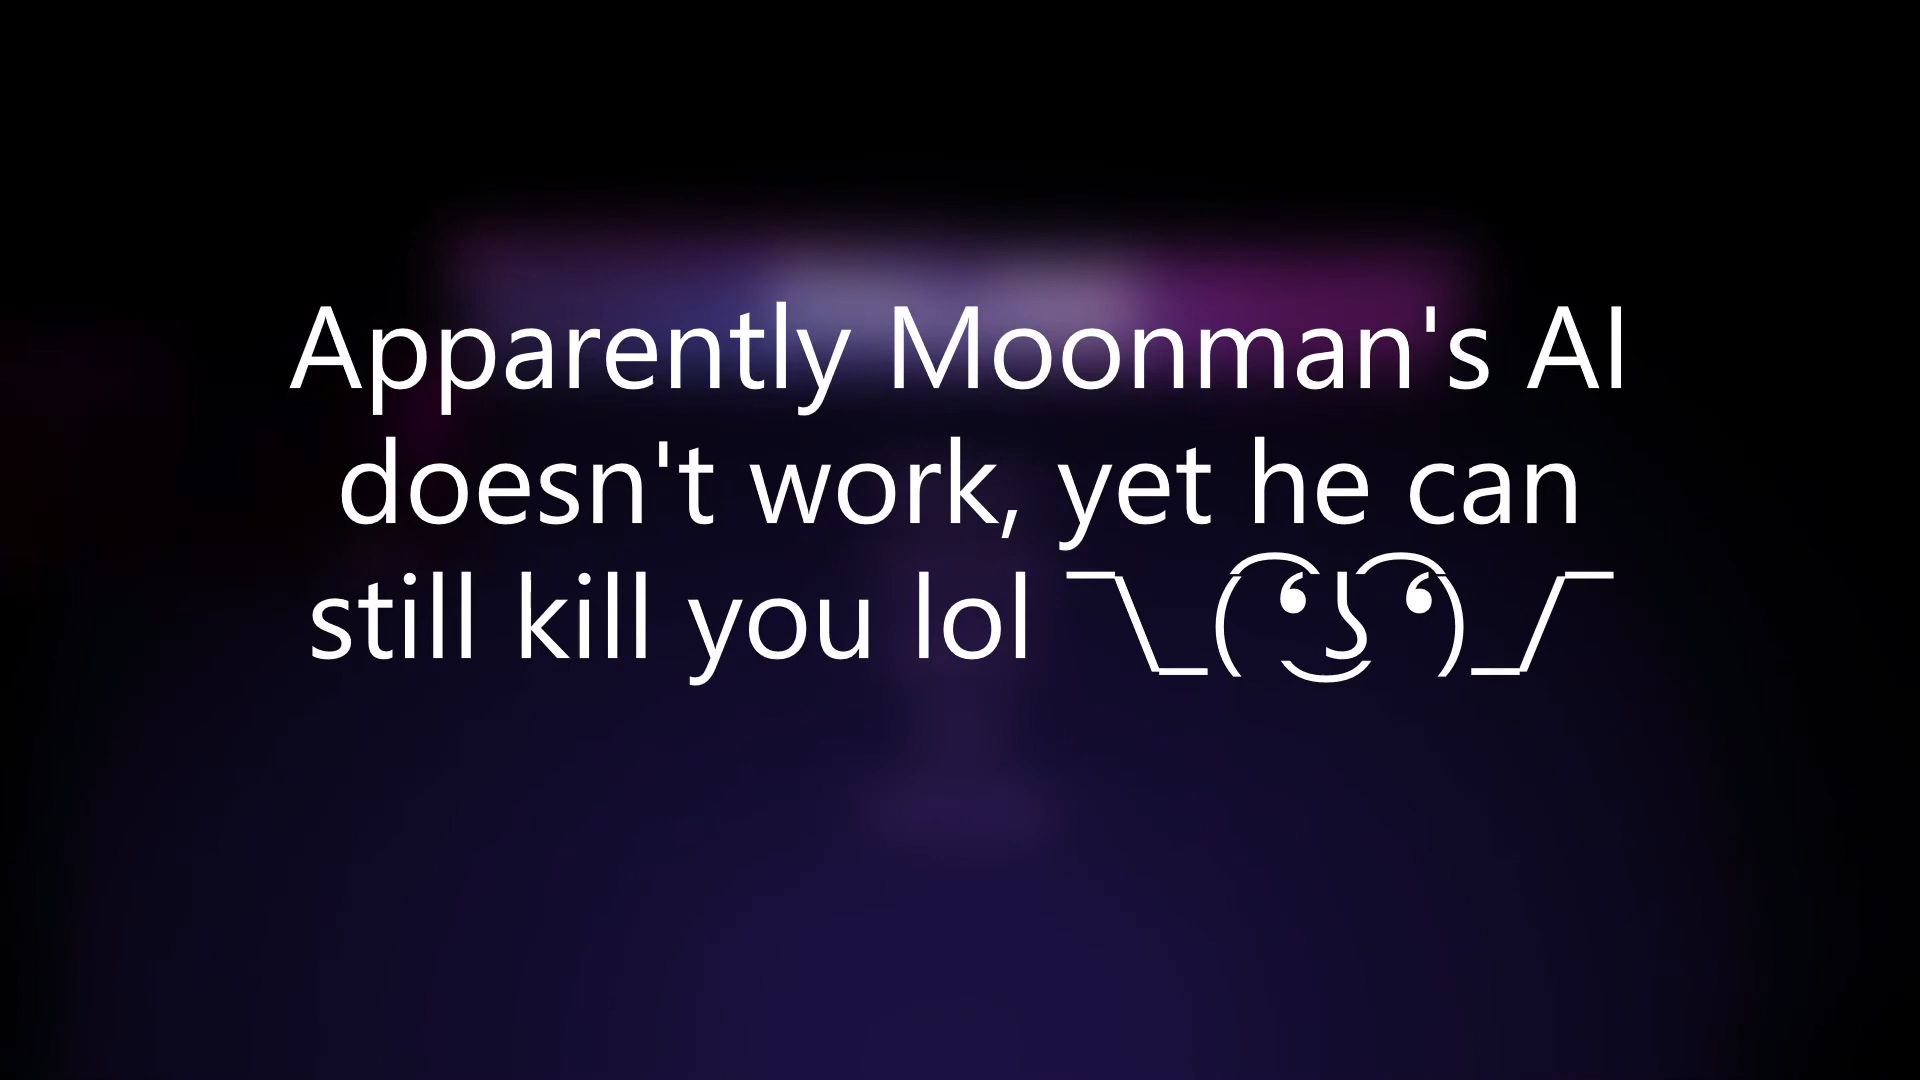 Apparently Moonman's AI
doesn't work, yet he can
still kill you lol ¯\_( ͡❛ ͜ʖ ͡❛)_/¯